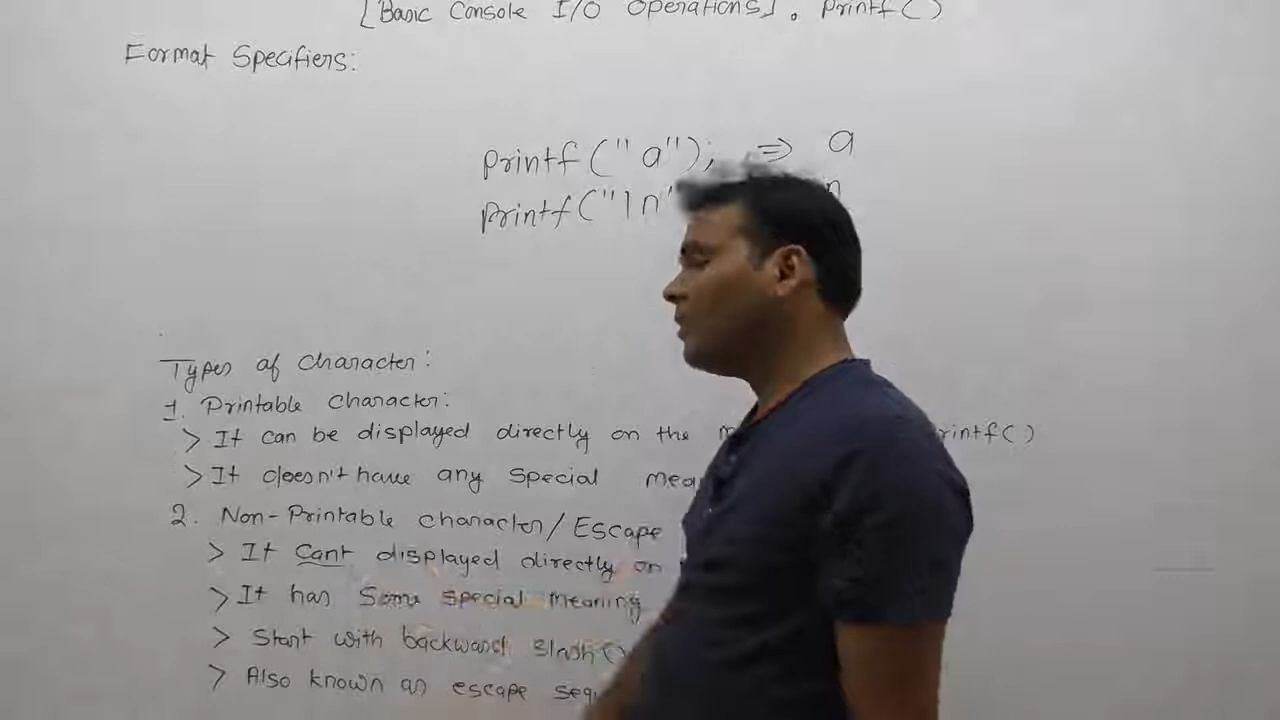 [Basic Console I/O Operations]. Printf()
Format Specifiers:
Printf("a"); ⇒ a
Printf("\n" n
Types of Character:
1. Printable Character:
> It can be displayed directly on the rintf()
> It doesn't have any special
2. Non-Printable character/Escape
> It Cant displayed directly on
> It has Some special Meaning
> Start with backward slash()
> Also known as escape